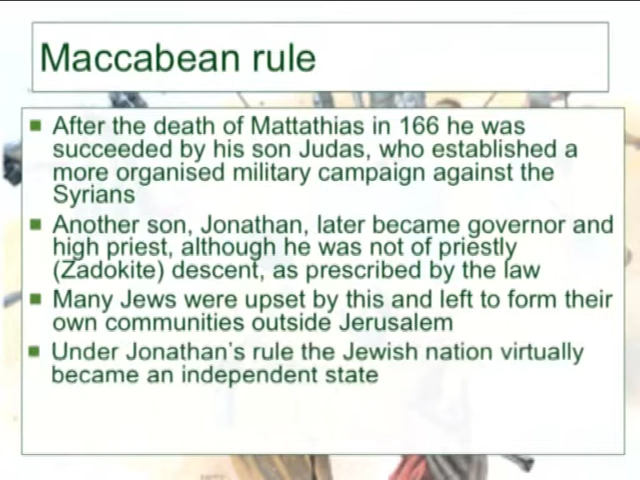 Maccabean rule
After the death of Mattathias in 166 he was
succeeded by his son Judas, who established a
more organised military campaign against the
Syrians
Another son, Jonathan, later became governor and
high priest, although he was not of priestly
(Zadokite) descent, as prescribed by the law
Many Jews were upset by this and left to form their
own communities outside Jerusalem
Under Jonathan's rule the Jewish nation virtually
became an independent state